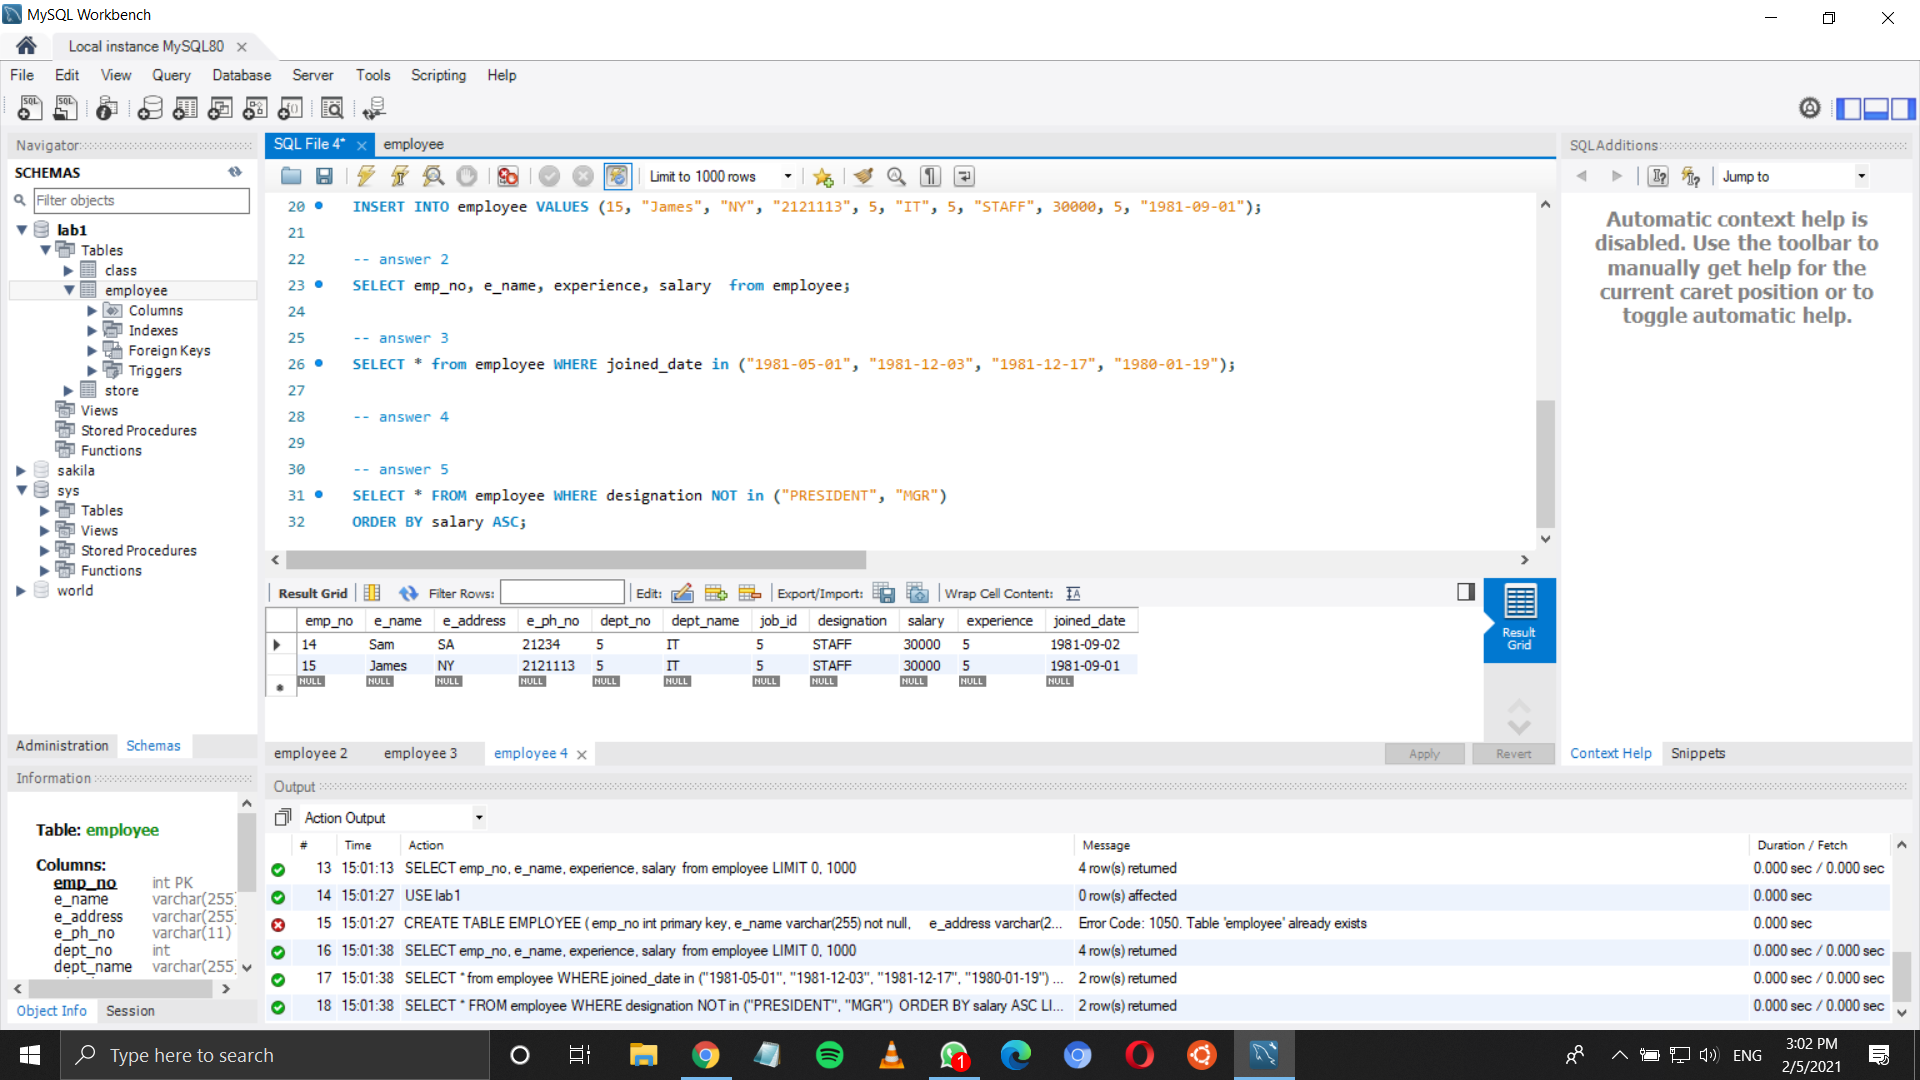 MySQL Workbench
Local instance MySQL80
File Edit View Query Database Server Tools Scripting Help
Navigator
SCHEMAS
Filter objects
lab1
Tables
class
employee
Columns
Indexes
Foreign Keys
Triggers
store
Views
Stored Procedures
Functions
sakila
sys
Tables
Views
Stored Procedures
Functions
world
Administration Schemas
Information
Table: employee
Columns:
emp_no int PK
e_name varchar(255)
e_address varchar(255)
e_ph_no varchar(11)
dept_no int
dept_name varchar(255)
Object Info Session
SQL File 4* employee
Limit to 1000 rows
20 INSERT INTO employee VALUES (15, "James", "NY", "2121113", 5, "IT", 5, "STAFF", 30000, 5, "1981-09-01");
21
22 -- answer 2
23 SELECT emp_no, e_name, experience, salary  from employee;
24
25 -- answer 3
26 SELECT * from employee WHERE joined_date in ("1981-05-01", "1981-12-03", "1981-12-17", "1980-01-19");
27
28 -- answer 4
29
30 -- answer 5
31 SELECT * FROM employee WHERE designation NOT in ("PRESIDENT", "MGR")
32 ORDER BY salary ASC;
Result Grid Filter Rows: Edit: Export/Import: Wrap Cell Content:
emp_no e_name e_address e_ph_no dept_no dept_name job_id designation salary experience joined_date
14 Sam SA 21234 5 IT 5 STAFF 30000 5 1981-09-02
15 James NY 2121113 5 IT 5 STAFF 30000 5 1981-09-01
NULL NULL NULL NULL NULL NULL NULL NULL NULL NULL NULL
Result
Grid
employee 2 employee 3 employee 4
Apply Revert
SQLAdditions
Jump to
Automatic context help is
disabled. Use the toolbar to
manually get help for the
current caret position or to
toggle automatic help.
Context Help Snippets
Output
Action Output
# Time Action Message Duration / Fetch
13 15:01:13 SELECT emp_no, e_name, experience, salary  from employee LIMIT 0, 1000 4 row(s) returned 0.000 sec / 0.000 sec
14 15:01:27 USE lab1 0 row(s) affected 0.000 sec
15 15:01:27 CREATE TABLE EMPLOYEE ( emp_no int primary key, e_name varchar(255) not null,     e_address varchar(2... Error Code: 1050. Table 'employee' already exists 0.000 sec
16 15:01:38 SELECT emp_no, e_name, experience, salary  from employee LIMIT 0, 1000 4 row(s) returned 0.000 sec / 0.000 sec
17 15:01:38 SELECT * from employee WHERE joined_date in ("1981-05-01", "1981-12-03", "1981-12-17", "1980-01-19") ... 2 row(s) returned 0.000 sec / 0.000 sec
18 15:01:38 SELECT * FROM employee WHERE designation NOT in ("PRESIDENT", "MGR")  ORDER BY salary ASC LI... 2 row(s) returned 0.000 sec / 0.000 sec
Type here to search
1
ENG
3:02 PM
2/5/2021